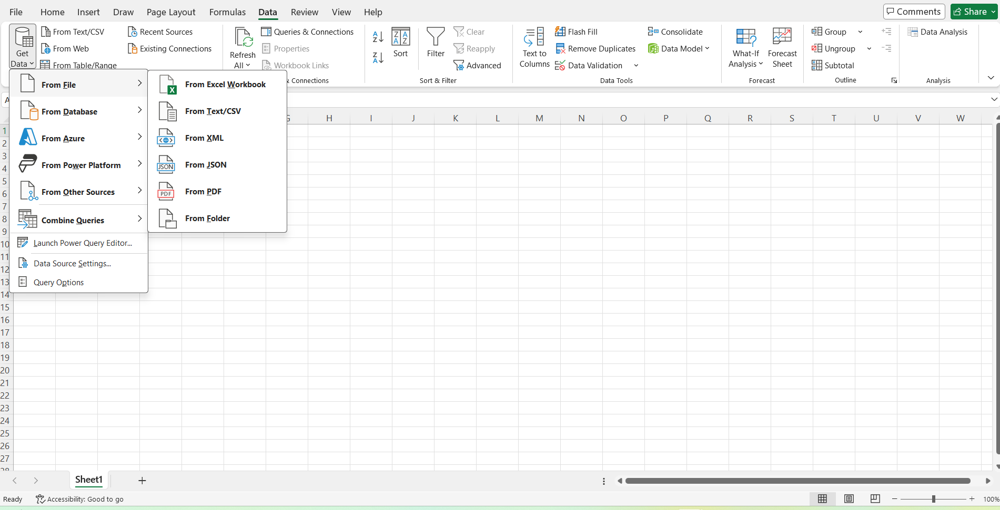 File Home Insert Draw Page Layout Formulas Data Review View Help Comments Share
Get Data
From Text/CSV
From Web
From Table/Range
Recent Sources
Existing Connections
Refresh All
Queries & Connections
Properties
Workbook Links
& Connections
A Z
Z A
Z A
A Z
Sort
Filter
Clear
Reapply
Advanced
Sort & Filter
Text to Columns
Flash Fill
Remove Duplicates
Data Validation
Consolidate
Data Model
Data Tools
What-If Analysis
Forecast Sheet
Forecast
Group
Ungroup
Subtotal
Outline
Data Analysis
Analysis
From File
From Database
From Azure
From Power Platform
From Other Sources
Combine Queries
Launch Power Query Editor...
Data Source Settings...
Query Options
X From Excel Workbook
From Text/CSV
From XML
JSON From JSON
PDF From PDF
From Folder
A
G H I J K L M N O P Q R S T U V W
1
2
3
4
5
6
7
8
9
10
11
12
13
14
15
16
17
18
19
20
21
22
23
24
25
26
27
28
Sheet1
Ready Accessibility: Good to go 100%